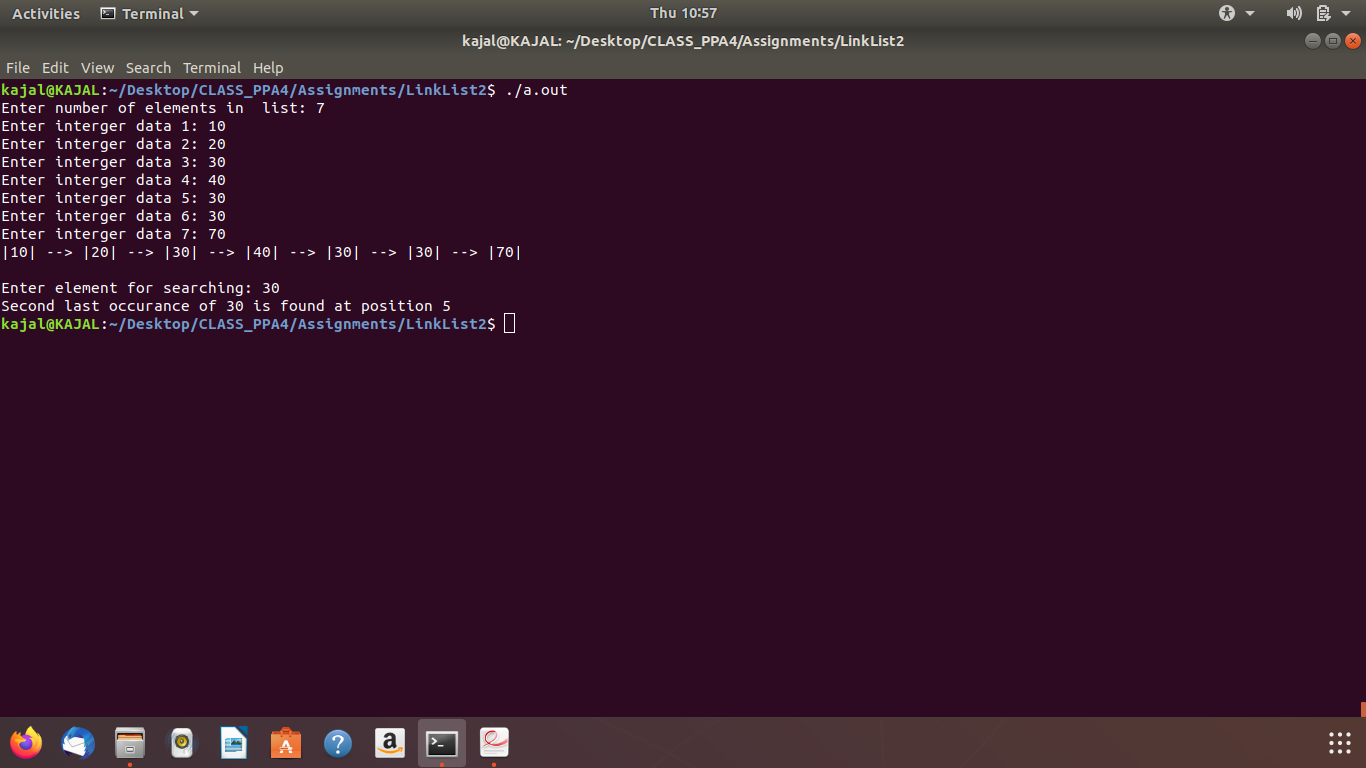 Activities Terminal Thu 10:57
kajal@KAJAL: ~/Desktop/CLASS_PPA4/Assignments/LinkList2
File Edit View Search Terminal Help
kajal@KAJAL:~/Desktop/CLASS_PPA4/Assignments/LinkList2$ ./a.out
Enter number of elements in  list: 7
Enter interger data 1: 10
Enter interger data 2: 20
Enter interger data 3: 30
Enter interger data 4: 40
Enter interger data 5: 30
Enter interger data 6: 30
Enter interger data 7: 70
|10| --> |20| --> |30| --> |40| --> |30| --> |30| --> |70|
Enter element for searching: 30
Second last occurance of 30 is found at position 5
kajal@KAJAL:~/Desktop/CLASS_PPA4/Assignments/LinkList2$